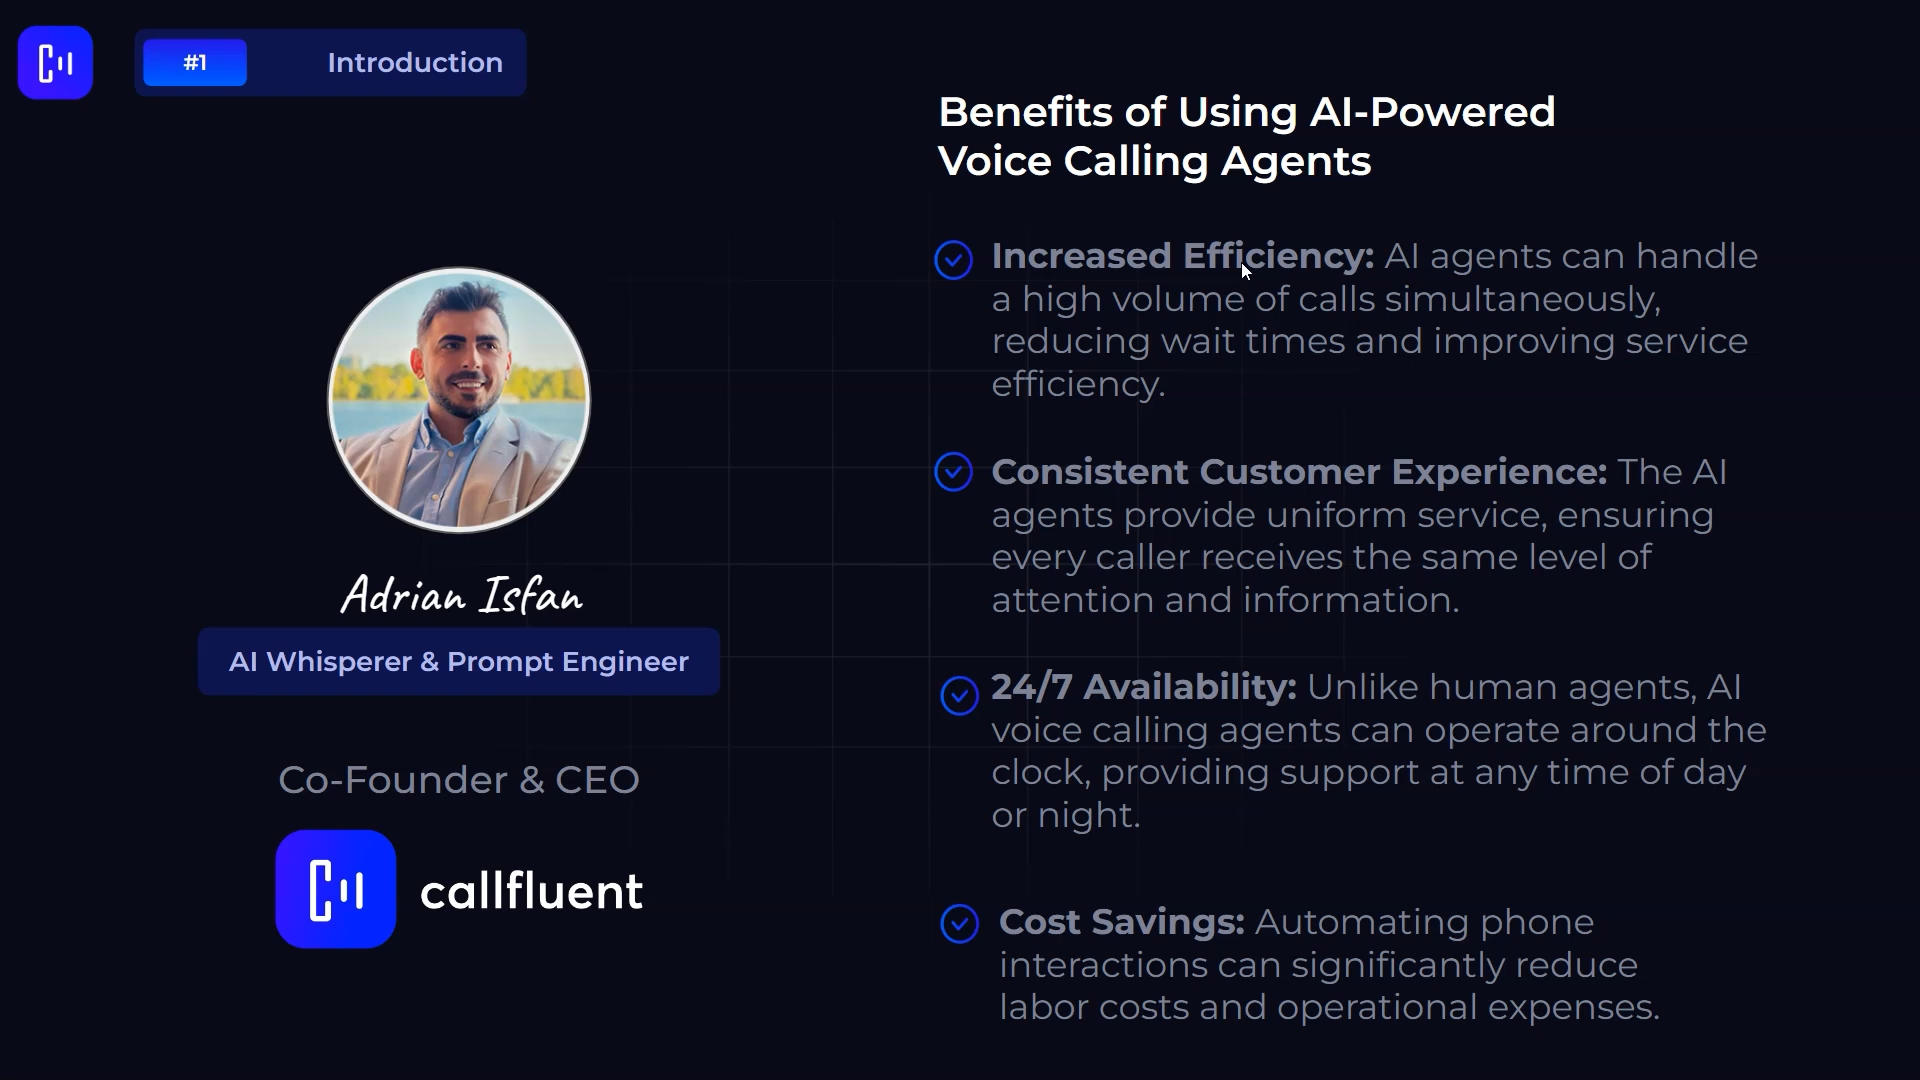 #1
Introduction
Adrian Isfan
AI Whisperer & Prompt Engineer
Co-Founder & CEO
callfluent
Benefits of Using AI-Powered
Voice Calling Agents
Increased Efficiency: AI agents can handle
a high volume of calls simultaneously,
reducing wait times and improving service
efficiency.
Consistent Customer Experience: The AI
agents provide uniform service, ensuring
every caller receives the same level of
attention and information.
24/7 Availability: Unlike human agents, AI
voice calling agents can operate around the
clock, providing support at any time of day
or night.
Cost Savings: Automating phone
interactions can significantly reduce
labor costs and operational expenses.